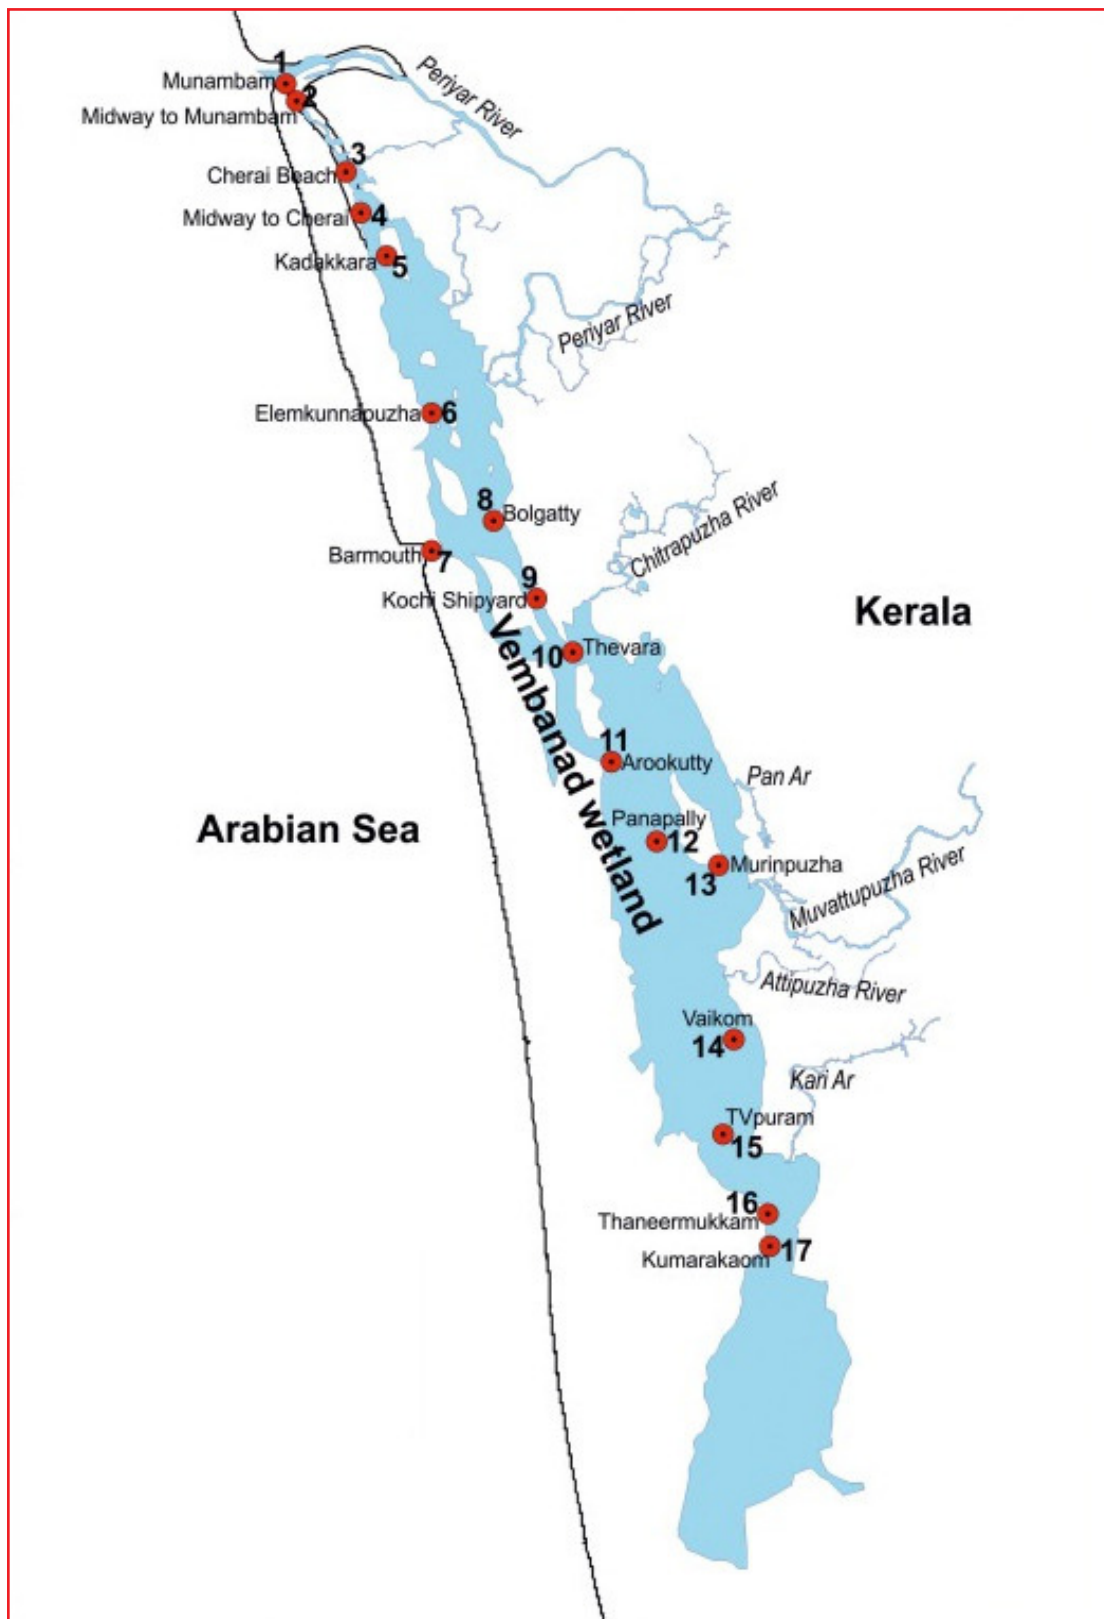 1
Munambam
2
Midway to Munambam
Periyar River
3
Cherai Beach
Midway to Cherai
4
Kadakkara
5
Periyar River
Elemkunnapuzha
6
8
Bolgatty
Chitrapuzha River
Barmouth
7
9
Kochi Shipyard
Kerala
10
Thevara
Vembanad wetland
11
Arookutty
Pan Ar
Arabian Sea
Panapally
12
13
Murinpuzha
Muvattupuzha River
Attipuzha River
Vaikom
14
Kari Ar
TVpuram
15
16
Thaneermukkam
17
Kumarakaom